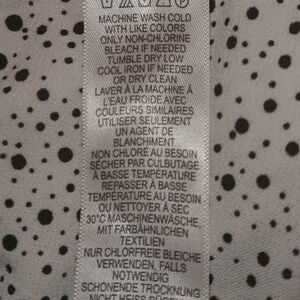 MACHINE WASH COLD
WITH LIKE COLORS
ONLY NON-CHLORINE
BLEACH IF NEEDED
TUMBLE DRY LOW
COOL IRON IF NEEDED
OR DRY CLEAN
LAVER À LA MACHINE À
L'EAU FROIDE AVEC
COULEURS SIMILAIRES
UTILISER SEULEMENT
UN AGENT DE
BLANCHIMENT
NON CHLORÉ AU BESOIN
SÉCHER PAR CULBUTAGE
À BASSE TEMPÉRATURE
REPASSER À BASSE
TEMPÉRATURE AU BESOIN
OU NETTOYER À SEC
30°C MASCHINENWÄSCHE,
MIT FARBÄHNLICHEN
TEXTILIEN
NUR CHLORFREIE BLEICHE
VERWENDEN, FALLS
NOTWENDIG
SCHONENDE TROCKNUNG
NICHT HEISS